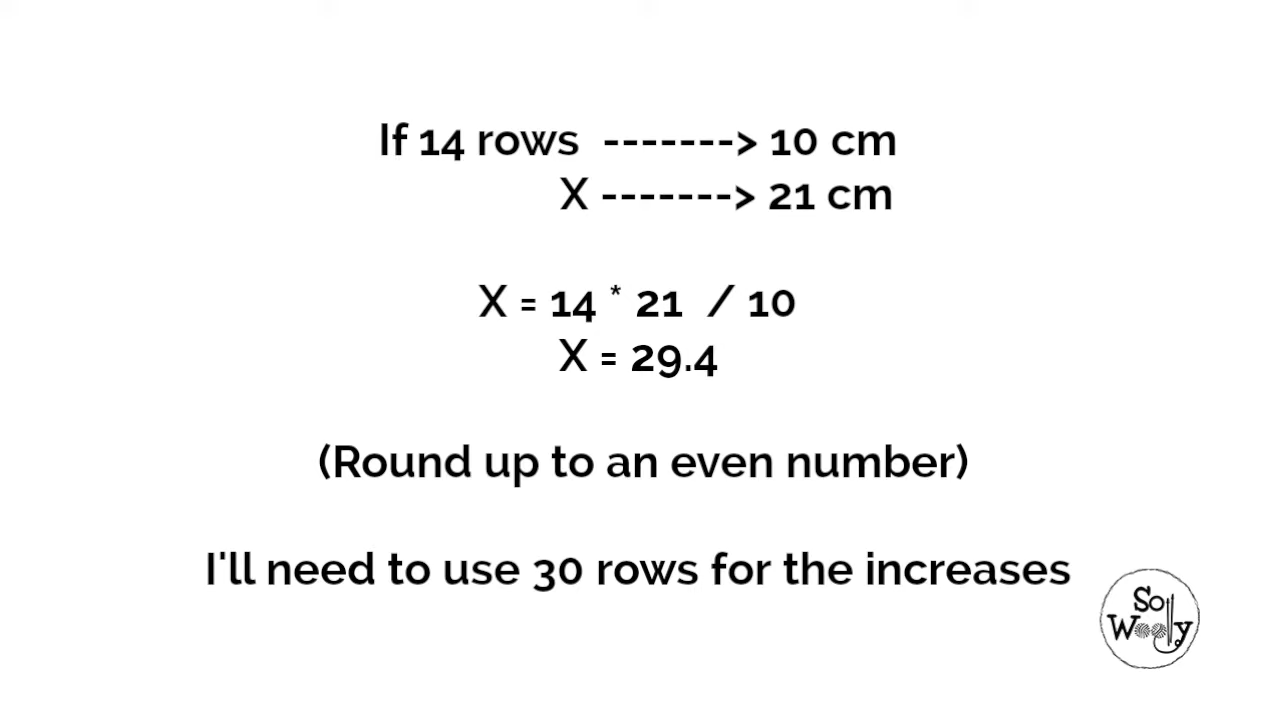 If 14 rows -------> 10 cm
X -------> 21 cm
X = 14 * 21 / 10
X = 29.4
(Round up to an even number)
I'll need to use 30 rows for the increases
So
Woolly